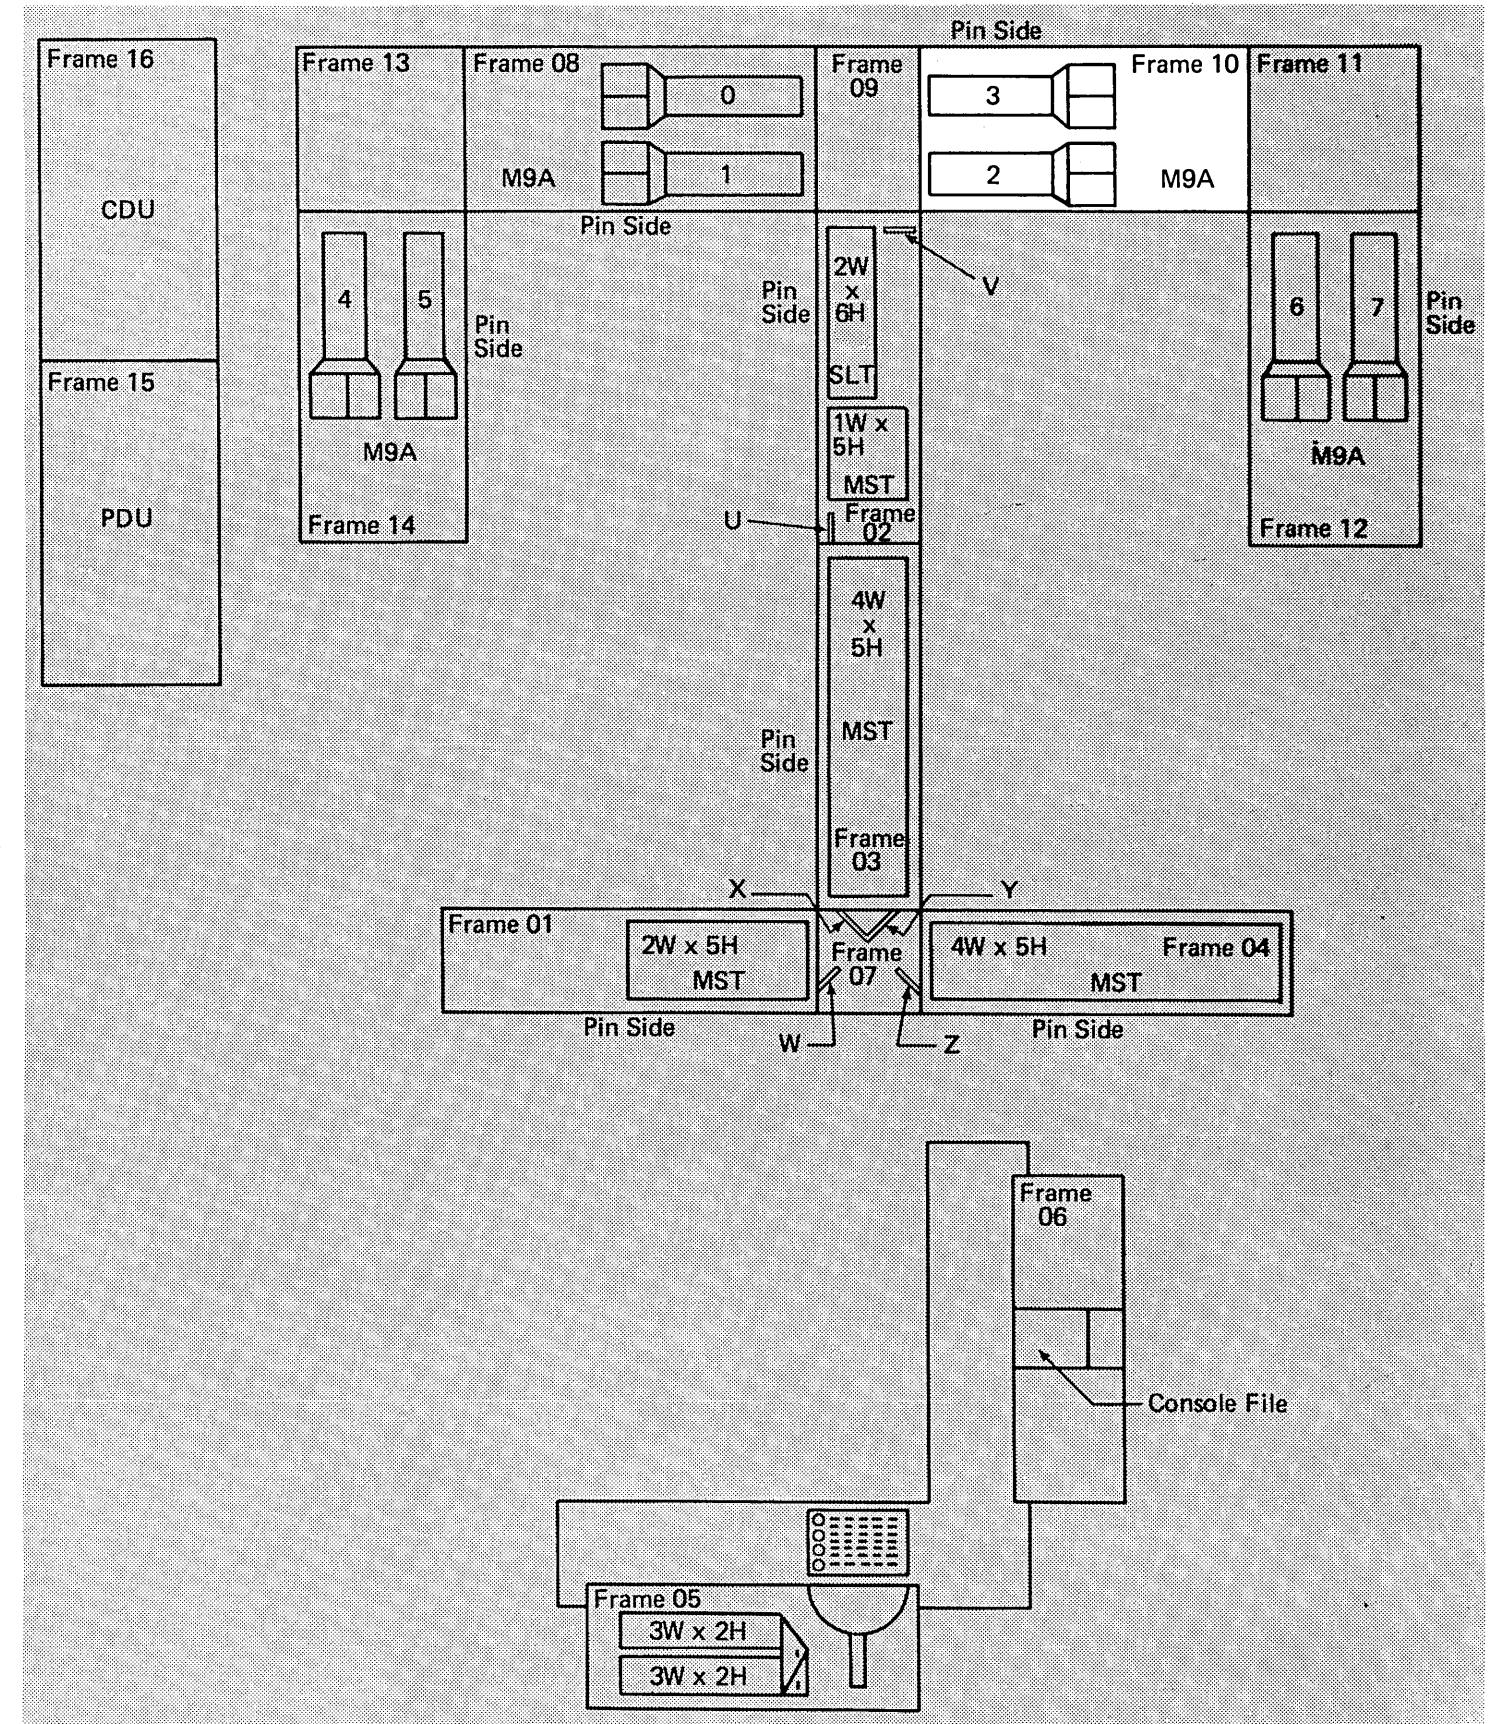 Pin Side
Frame 16
CDU
Frame 15
PDU
Frame 13
Frame 08
0
1
M9A
Pin Side
Frame
09
3
2
Frame 10
M9A
Frame 11
4
5
Pin
Side
M9A
Frame 14
Pin
Side
2W
x
6H
SLT
V
1W x
5H
MST
U
Frame
02
6
7
Pin
Side
M9A
Frame 12
4W
x
5H
MST
Pin
Side
Frame
03
X
Y
Frame 01
2W x 5H
MST
Pin Side
Frame
07
W
Z
4W x 5H
Frame 04
MST
Pin Side
Frame
06
Console File
Frame 05
3W x 2H
3W x 2H